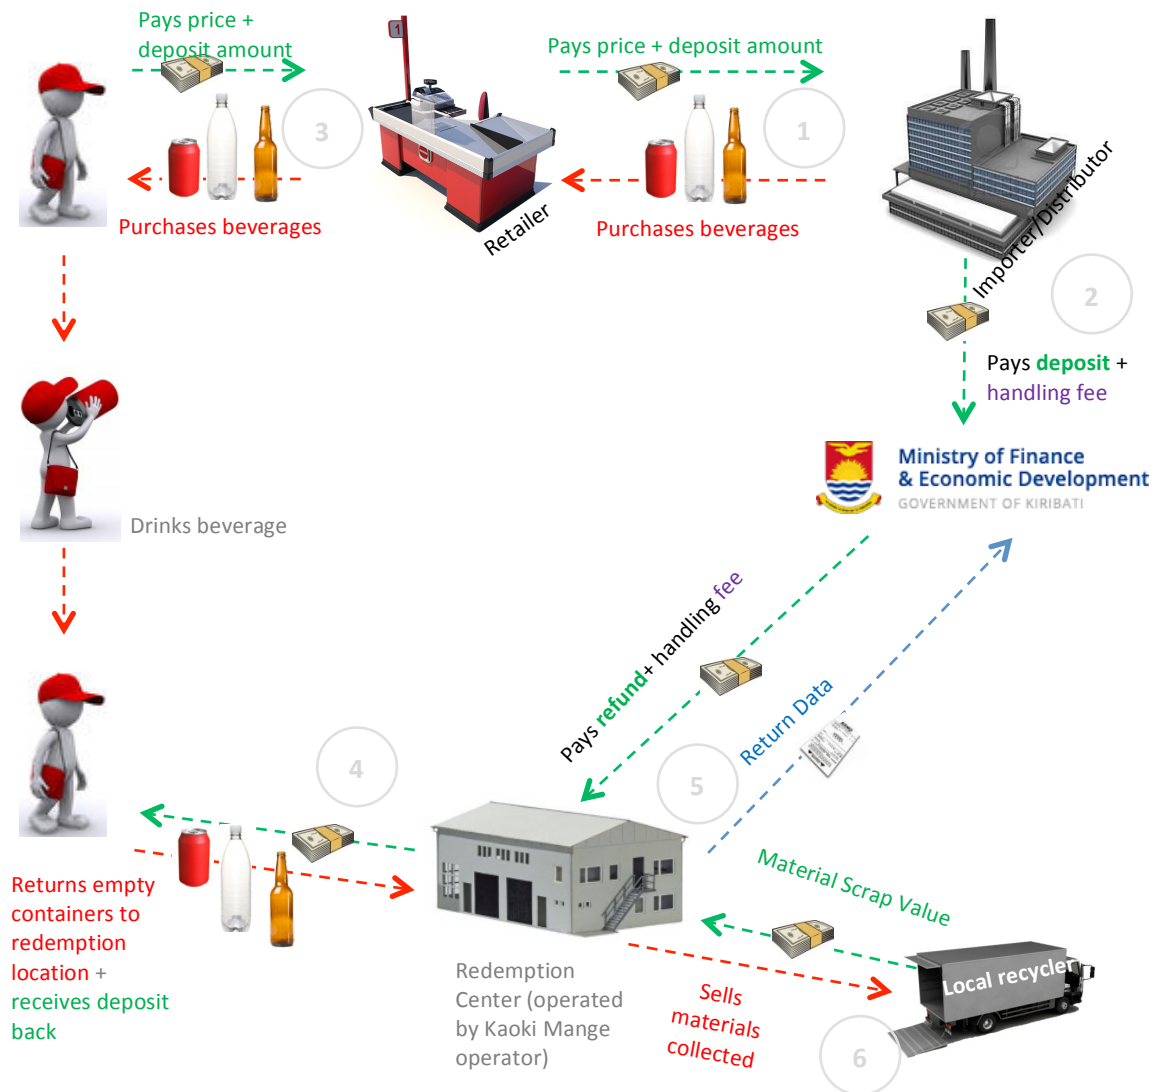 Pays price +
deposit amount
1
Pays price + deposit amount
3
1
Purchases beverages
Retailer
Purchases beverages
Importer/Distributor
2
Pays deposit +
handling fee
Ministry of Finance
& Economic Development
GOVERNMENT OF KIRIBATI
Drinks beverage
Pays refund+ handling fee
Return Data
4
5
Returns empty
containers to
redemption
location +
receives deposit
back
Material Scrap Value
Redemption
Center (operated
by Kaoki Mange
operator)
Sells
materials
collected
Local recycler
6